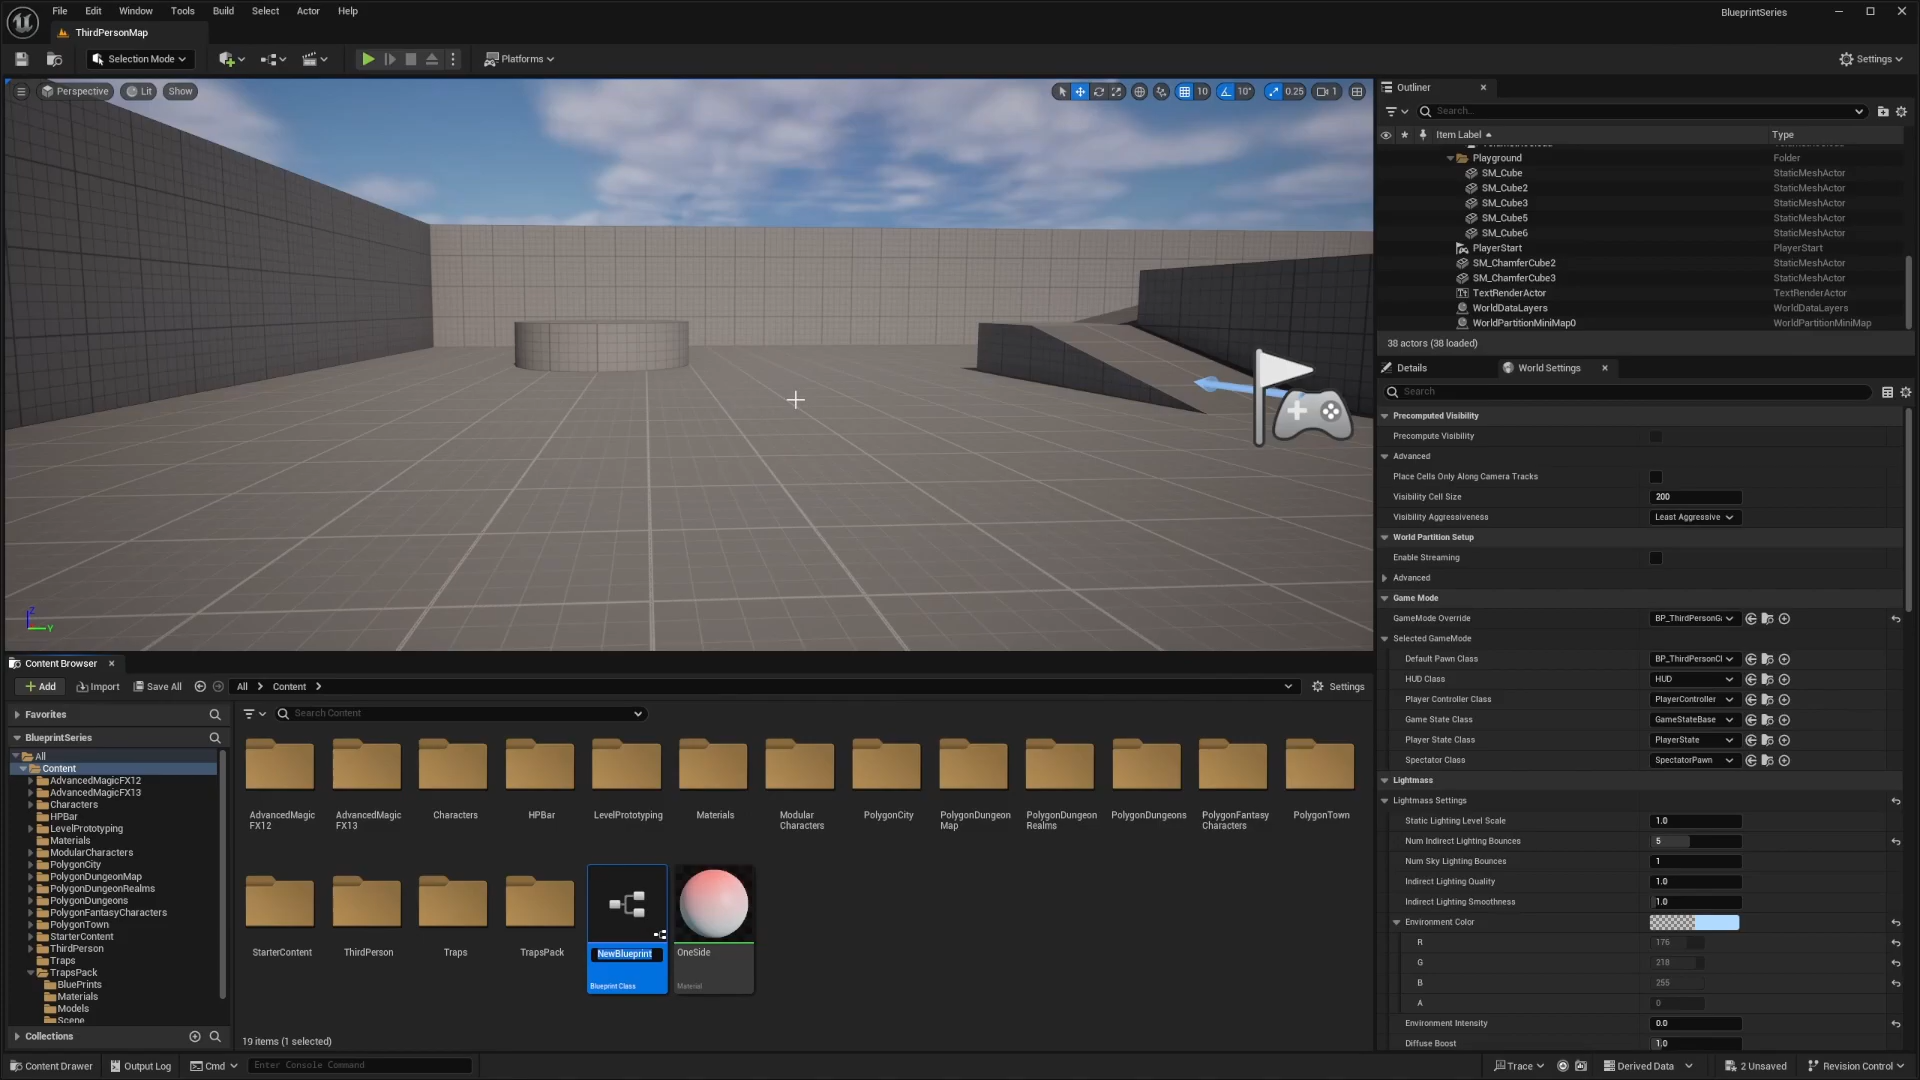 File Edit Window Tools Build Select Actor Help
BlueprintSeries
ThirdPersonMap
Selection Mode
Platforms
Settings
Perspective Lit Show
10 10° 0.25 1
Outliner
Search...
Item Label Type
Playground Folder
SM_Cube StaticMeshActor
SM_Cube2 StaticMeshActor
SM_Cube3 StaticMeshActor
SM_Cube5 StaticMeshActor
SM_Cube6 StaticMeshActor
PlayerStart PlayerStart
SM_ChamferCube2 StaticMeshActor
SM_ChamferCube3 StaticMeshActor
TextRenderActor TextRenderActor
WorldDataLayers WorldDataLayers
WorldPartitionMiniMap0 WorldPartitionMiniMap
38 actors (38 loaded)
Details World Settings
Search
Precomputed Visibility
Precompute Visibility
Advanced
Place Cells Only Along Camera Tracks
Visibility Cell Size 200
Visibility Aggressiveness Least Aggressive
World Partition Setup
Enable Streaming
Advanced
Game Mode
GameMode Override BP_ThirdPersonGa
Selected GameMode
Default Pawn Class BP_ThirdPersonCl
HUD Class HUD
Player Controller Class PlayerController
Game State Class GameStateBase
Player State Class PlayerState
Spectator Class SpectatorPawn
Lightmass
Lightmass Settings
Static Lighting Level Scale 1.0
Num Indirect Lighting Bounces 5
Num Sky Lighting Bounces 1
Indirect Lighting Quality 1.0
Indirect Lighting Smoothness 1.0
Environment Color
R 176
G 218
B 255
A 0
Environment Intensity 0.0
Diffuse Boost 1.0
Z
Y
Content Browser
Add Import Save All All Content Settings
Favorites
Search Content
BlueprintSeries
All
Content
AdvancedMagicFX12
AdvancedMagicFX13
Characters
HPBar
LevelPrototyping
Materials
ModularCharacters
PolygonCity
PolygonDungeonMap
PolygonDungeonRealms
PolygonDungeons
PolygonFantasyCharacters
PolygonTown
StarterContent
ThirdPerson
Traps
TrapsPack
BluePrints
Materials
Models
Scene
Collections
AdvancedMagic
FX12
AdvancedMagic
FX13
Characters
HPBar
LevelPrototyping
Materials
Modular
Characters
PolygonCity
PolygonDungeon
Map
PolygonDungeon
Realms
PolygonDungeons
PolygonFantasy
Characters
PolygonTown
StarterContent
ThirdPerson
Traps
TrapsPack
NewBlueprint
Blueprint Class
OneSide
Material
19 items (1 selected)
Content Drawer Output Log Cmd Enter Console Command
Trace Derived Data 2 Unsaved Revision Control